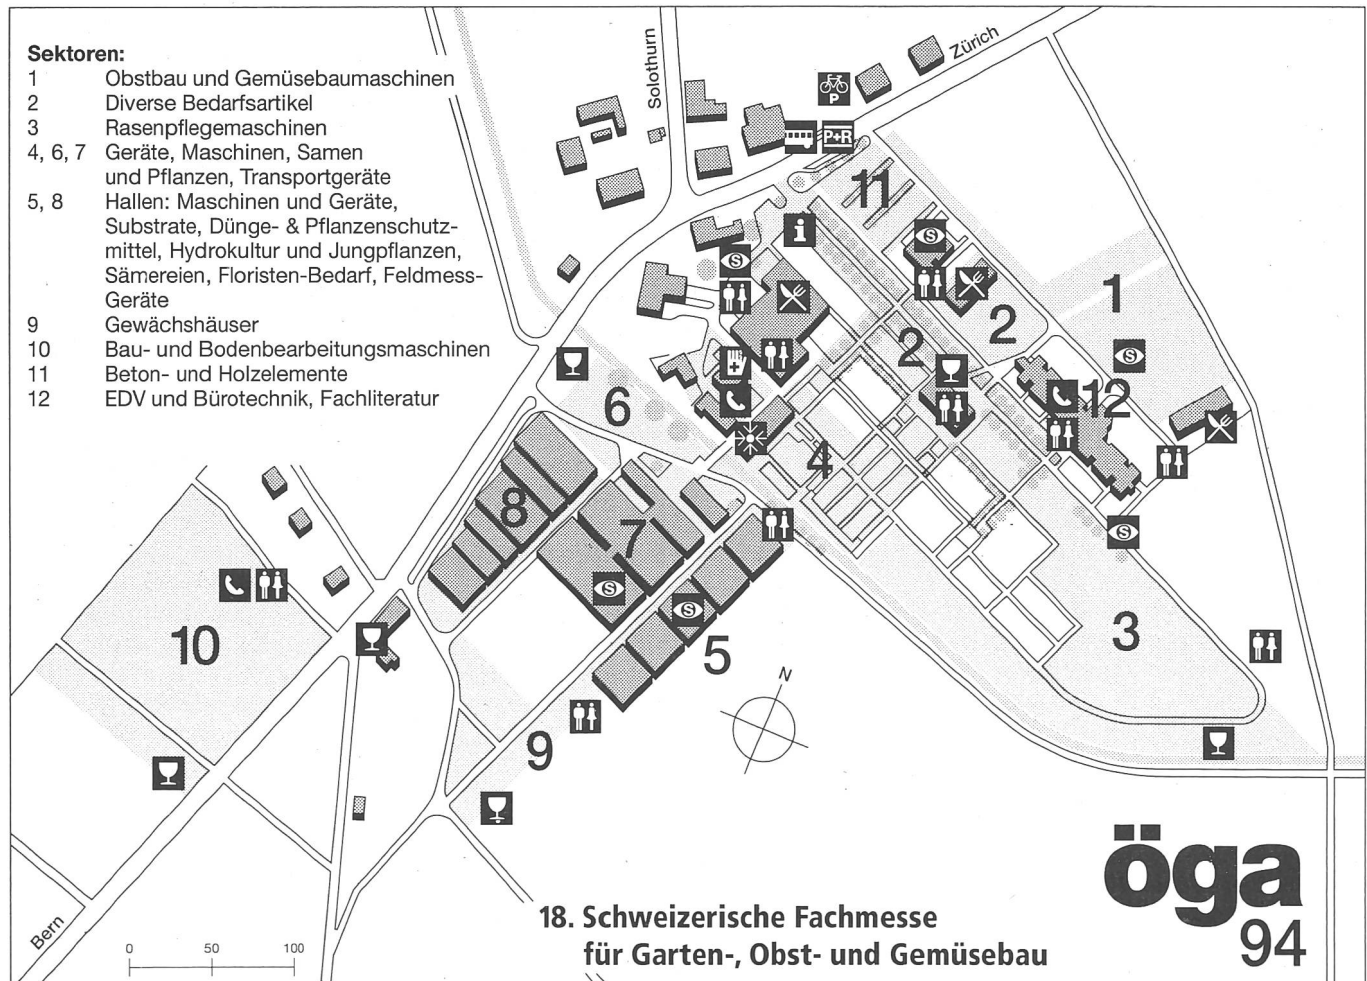 Sektoren:
1 Obstbau und Gemüsebaumaschinen
2 Diverse Bedarfsartikel
3 Rasenpflegemaschinen
4, 6, 7 Geräte, Maschinen, Samen
und Pflanzen, Transportgeräte
5, 8 Hallen: Maschinen und Geräte,
Substrate, Dünge- & Pflanzenschutz-
mittel, Hydrokultur und Jungpflanzen,
Sämereien, Floristen-Bedarf, Feldmess-
Geräte
9 Gewächshäuser
10 Bau- und Bodenbearbeitungsmaschinen
11 Beton- und Holzelemente
12 EDV und Bürotechnik, Fachliteratur
Solothurn
Zürich
P
P+R
11
i
S
S
1
2
2
S
12
6
4
8
7
S
S
S
10
5
3
N
9
Bern
0 50 100
18. Schweizerische Fachmesse
für Garten-, Obst- und Gemüsebau
öga
94